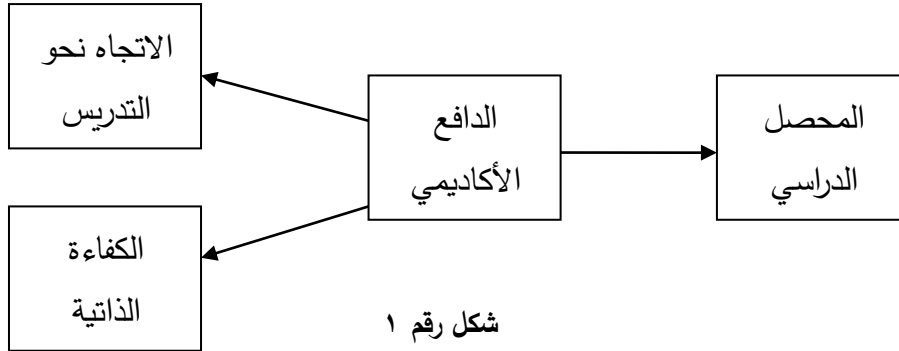 الاتجاه نحو
التدريس
الدافع
الأكاديمي
المحصل
الدراسي
الكفاءة
الذاتية
شكل رقم ١